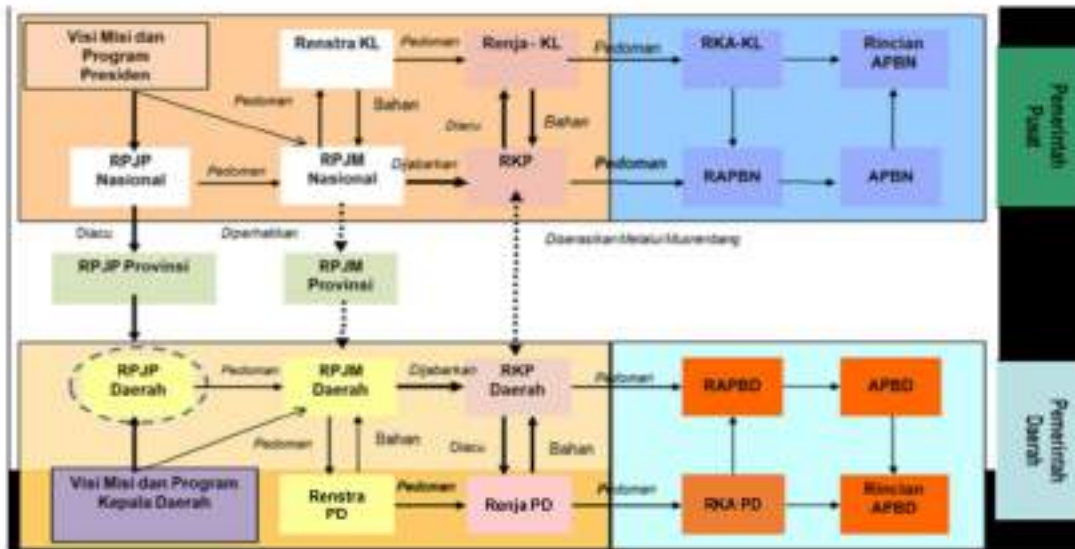 Visi Misi dan
Program
Presiden
Renstra KL
Pedoman
Renja - KL
Pedoman
RKA-KL
Rincian
APBN
Pedoman
Bahan
Diacu
Bahan
RPJP
Nasional
Pedoman
RPJM
Nasional
Dijabarkan
RKP
Pedoman
RAPBN
APBN
Pemerintah
Pusat
Diacu
Diperhatikan
Diserasikan Melalui Musrenbang
RPJP Provinsi
RPJM
Provinsi
RPJP
Daerah
Pedoman
RPJM
Daerah
Dijabarkan
RKP
Daerah
Pedoman
RAPBD
APBD
Pedoman
Bahan
Diacu
Bahan
Visi Misi dan Program
Kepala Daerah
Renstra
PD
Pedoman
Renja PD
Pedoman
RKA PD
Rincian
APBD
Pemerintah
Daerah